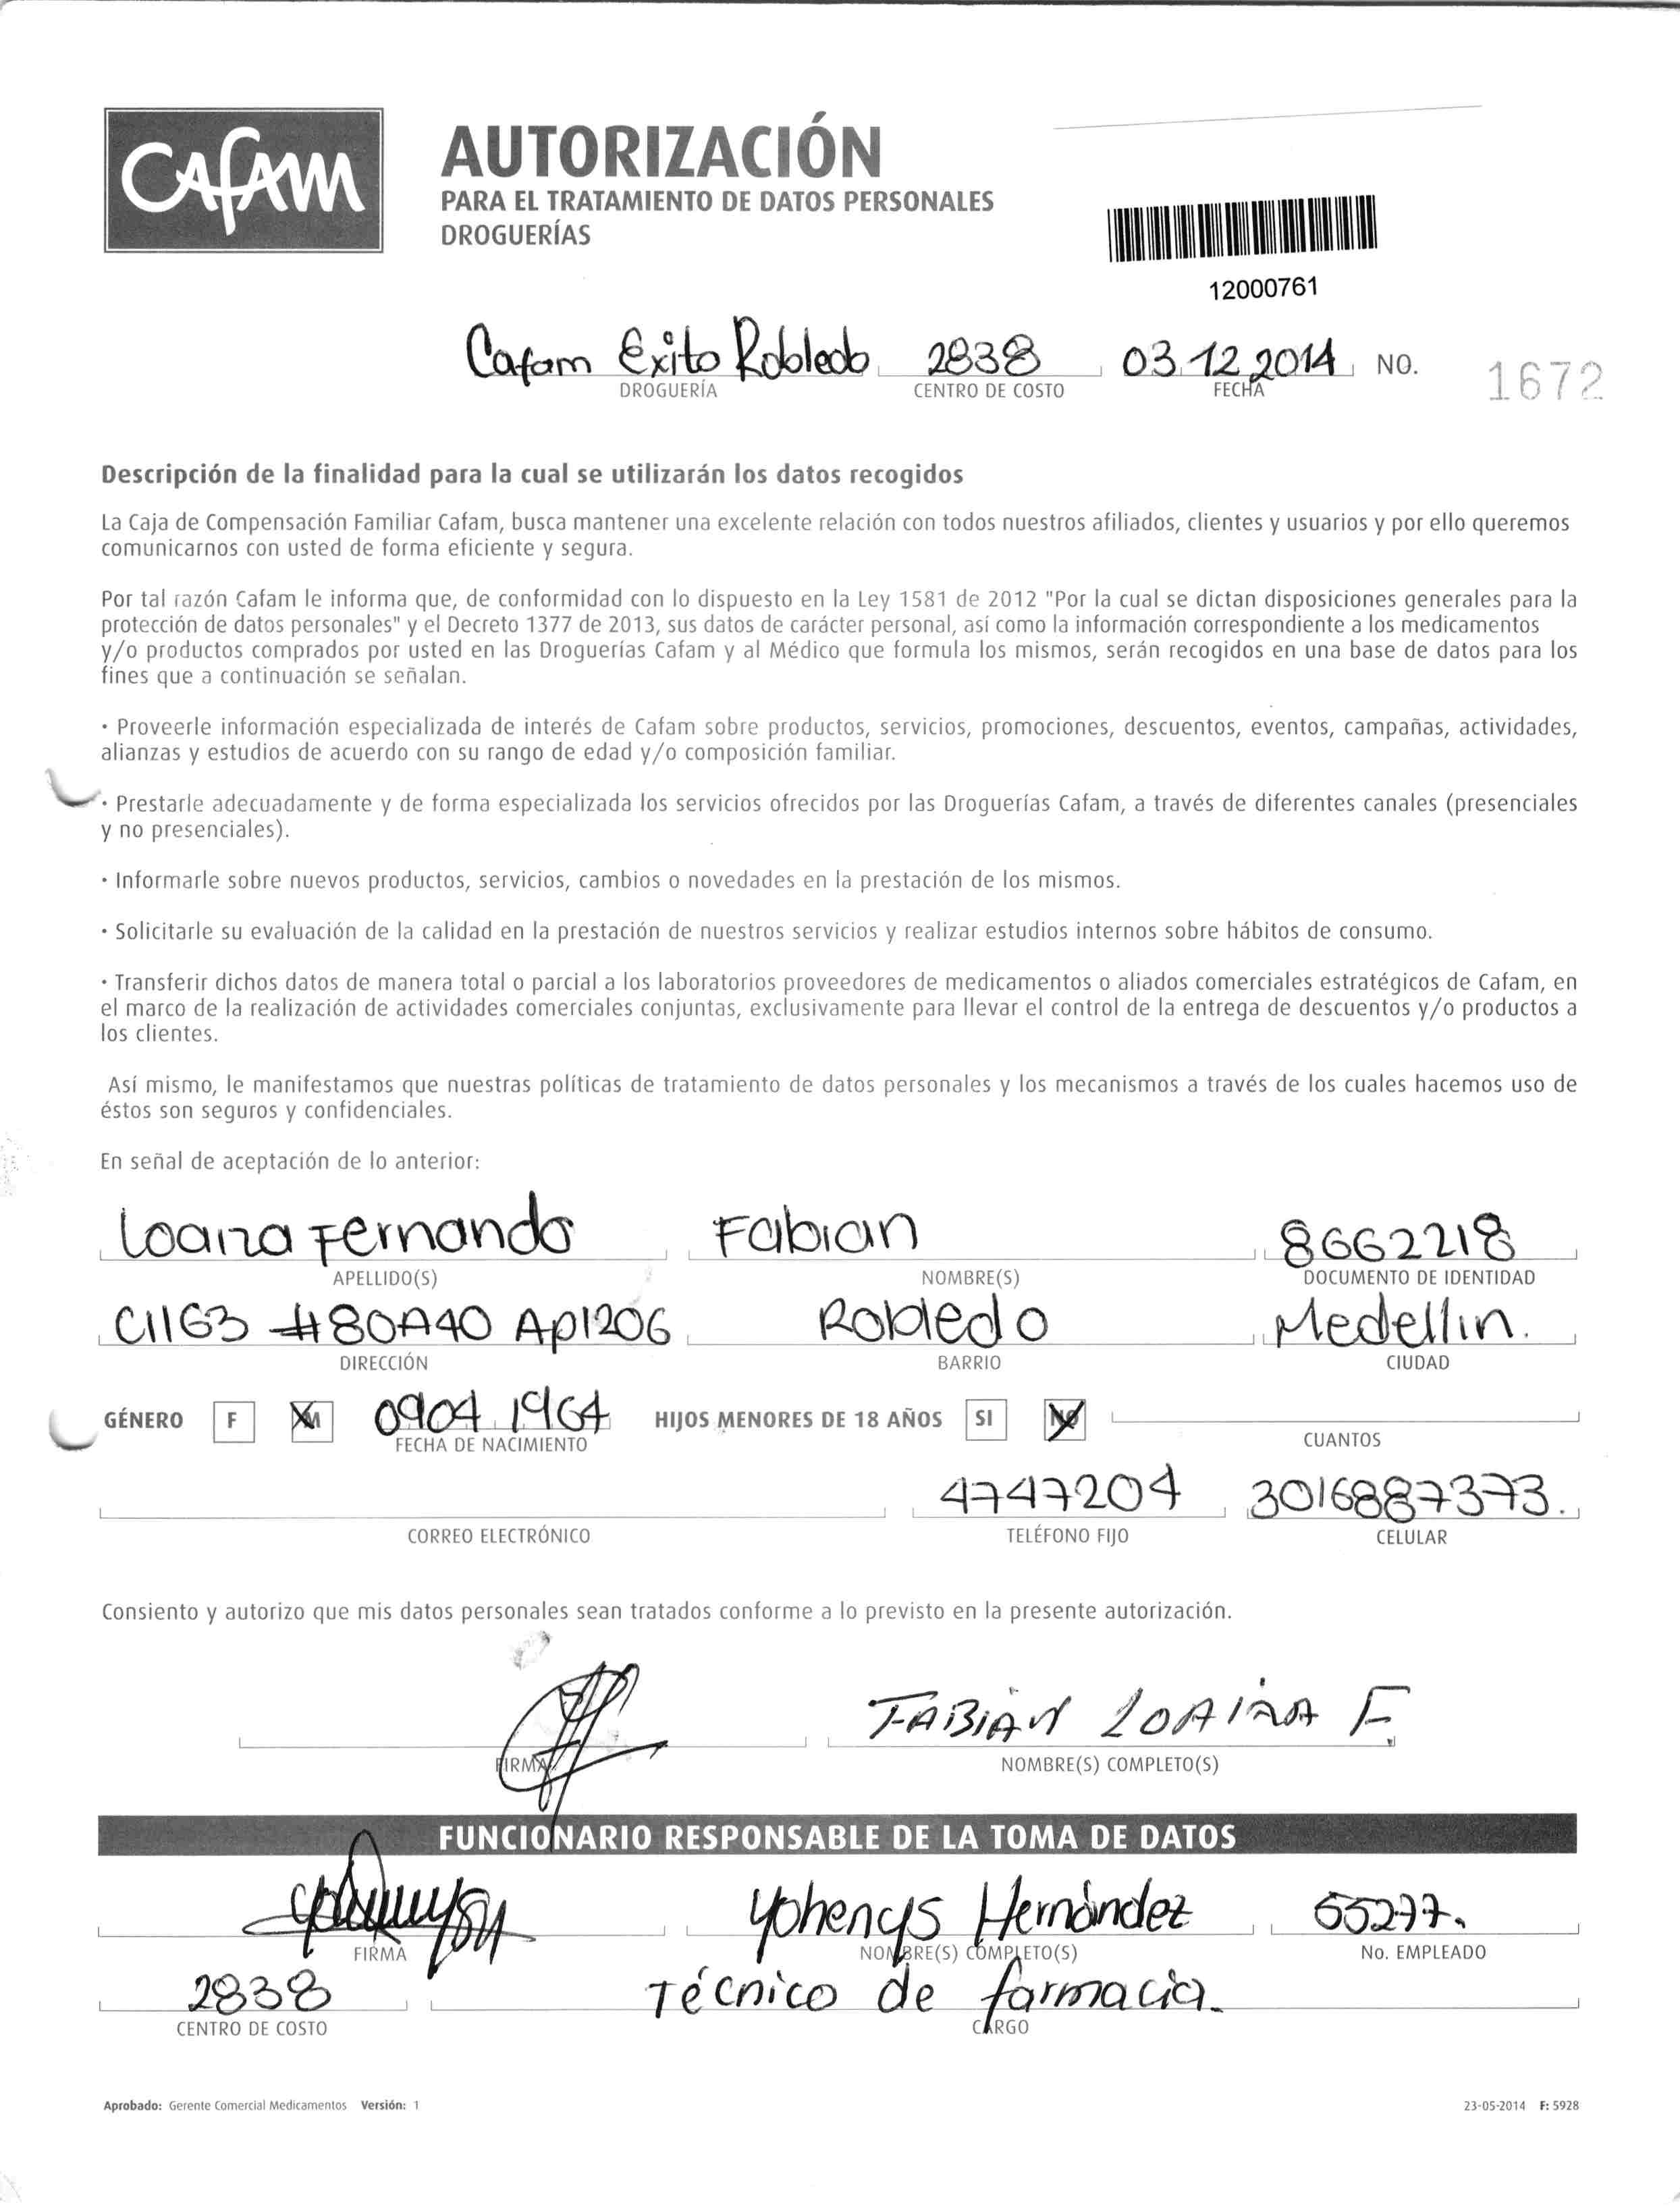 CAFAM
AUTORIZACIÓN
PARA EL TRATAMIENTO DE DATOS PERSONALES
DROGUERÍAS
12000761
Cafam Exito Robledo 2838 03.12.2014 NO. 1672
DROGUERÍA CENTRO DE COSTO FECHA
Descripción de la finalidad para la cual se utilizarán los datos recogidos
La Caja de Compensación Familiar Cafam, busca mantener una excelente relación con todos nuestros afiliados, clientes y usuarios y por ello queremos
comunicarnos con usted de forma eficiente y segura.
Por tal razón Cafam le informa que, de conformidad con lo dispuesto en la Ley 1581 de 2012 "Por la cual se dictan disposiciones generales para la
protección de datos personales" y el Decreto 1377 de 2013, sus datos de carácter personal, así como la información correspondiente a los medicamentos
y/o productos comprados por usted en las Droguerías Cafam y al Médico que formula los mismos, serán recogidos en una base de datos para los
fines que a continuación se señalan.
• Proveerle información especializada de interés de Cafam sobre productos, servicios, promociones, descuentos, eventos, campañas, actividades,
alianzas y estudios de acuerdo con su rango de edad y/o composición familiar.
• Prestarle adecuadamente y de forma especializada los servicios ofrecidos por las Droguerías Cafam, a través de diferentes canales (presenciales
y no presenciales).
• Informarle sobre nuevos productos, servicios, cambios o novedades en la prestación de los mismos.
• Solicitarle su evaluación de la calidad en la prestación de nuestros servicios y realizar estudios internos sobre hábitos de consumo.
• Transferir dichos datos de manera total o parcial a los laboratorios proveedores de medicamentos o aliados comerciales estratégicos de Cafam, en
el marco de la realización de actividades comerciales conjuntas, exclusivamente para llevar el control de la entrega de descuentos y/o productos a
los clientes.
Así mismo, le manifestamos que nuestras políticas de tratamiento de datos personales y los mecanismos a través de los cuales hacemos uso de
éstos son seguros y confidenciales.
En señal de aceptación de lo anterior:
Loaiza Fernando Fabian 8662218
APELLIDO(S) NOMBRE(S) DOCUMENTO DE IDENTIDAD
Cll63 #80A40 Ap1206 Robledo Medellin.
DIRECCIÓN BARRIO CIUDAD
GÉNERO F M 0904 1964 HIJOS MENORES DE 18 AÑOS SI NO
FECHA DE NACIMIENTO CUANTOS
4747204 3016887373.
CORREO ELECTRÓNICO TELÉFONO FIJO CELULAR
Consiento y autorizo que mis datos personales sean tratados conforme a lo previsto en la presente autorización.
FABIAN LOAIZA F.
FIRMA NOMBRE(S) COMPLETO(S)
FUNCIONARIO RESPONSABLE DE LA TOMA DE DATOS
Yohenys Hernández 55277.
FIRMA NOMBRE(S) COMPLETO(S) No. EMPLEADO
2838 Técnico de farmacia.
CENTRO DE COSTO CARGO
Aprobado: Gerente Comercial Medicamentos Versión: 1 23-05-2014 F: 5928